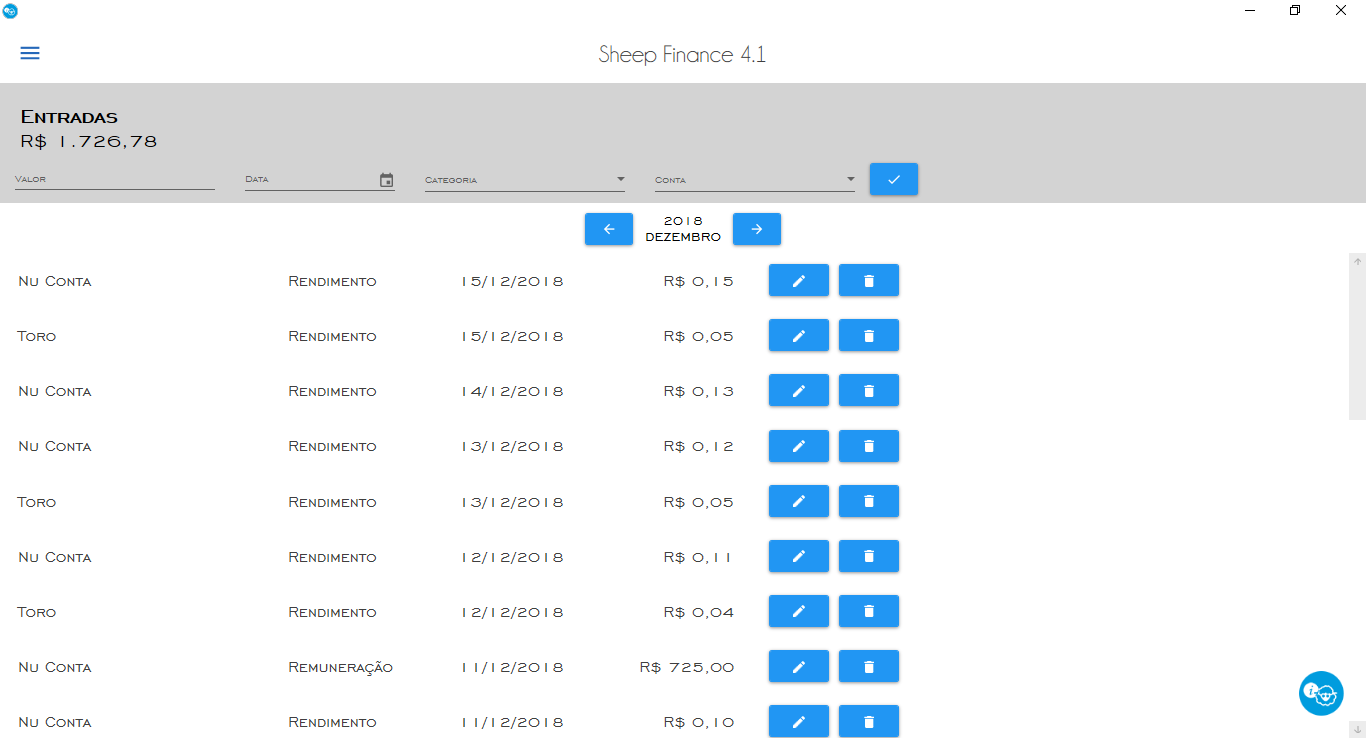 Sheep Finance 4.1
Entradas
R$ 1.726,78
Valor Data Categoria Conta
2018
DEZEMBRO
Nu Conta Rendimento 15/12/2018 R$ 0,15
Toro Rendimento 15/12/2018 R$ 0,05
Nu Conta Rendimento 14/12/2018 R$ 0,13
Nu Conta Rendimento 13/12/2018 R$ 0,12
Toro Rendimento 13/12/2018 R$ 0,05
Nu Conta Rendimento 12/12/2018 R$ 0,11
Toro Rendimento 12/12/2018 R$ 0,04
Nu Conta Remuneração 11/12/2018 R$ 725,00
Nu Conta Rendimento 11/12/2018 R$ 0,10